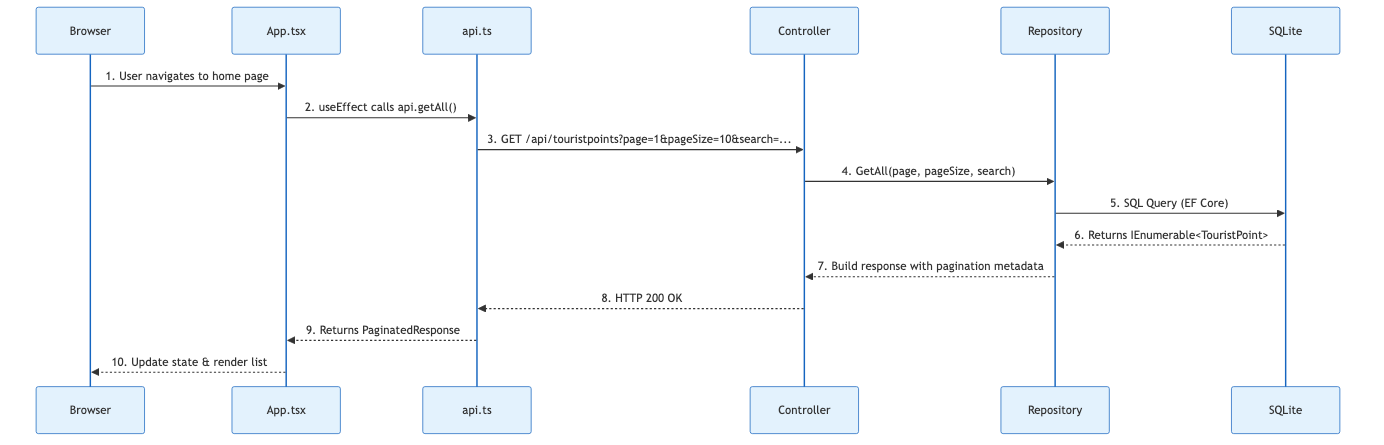 Browser
App.tsx
api.ts
Controller
Repository
SQLite
1. User navigates to home page
2. useEffect calls api.getAll()
3. GET /api/touristpoints?page=1&pageSize=10&search=...
4. GetAll(page, pageSize, search)
5. SQL Query (EF Core)
6. Returns IEnumerable<TouristPoint>
7. Build response with pagination metadata
8. HTTP 200 OK
9. Returns PaginatedResponse
10. Update state & render list
Browser
App.tsx
api.ts
Controller
Repository
SQLite